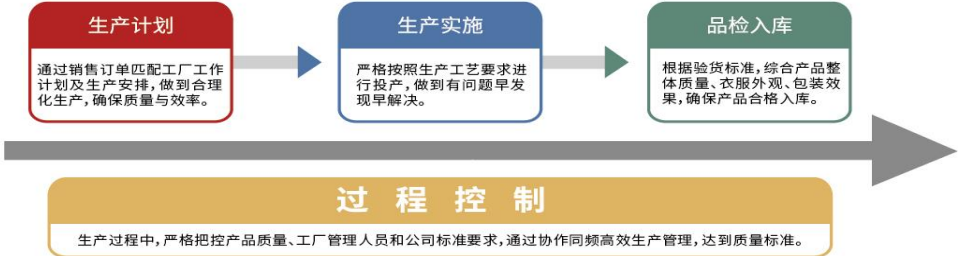 生产计划
通过销售订单匹配工厂工作
计划及生产安排，做到合理
化生产，确保质量与效率。
生产实施
严格按照生产工艺要求进
行投产，做到有问题早发
现早解决。
品检入库
根据验货标准，综合产品整
体质量、衣服外观、包装效
果，确保产品合格入库。
过程控制
生产过程中，严格把控产品质量、工厂管理人员和公司标准要求，通过协作同频高效生产管理，达到质量标准。